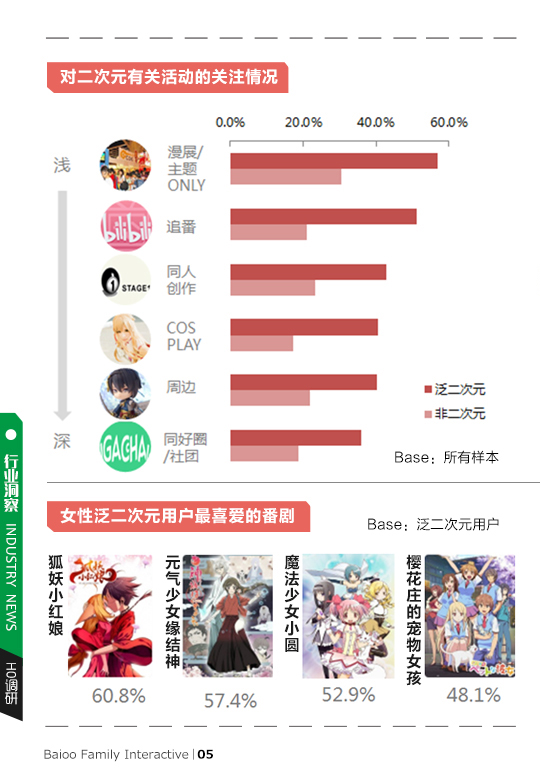 对二次元有关活动的关注情况
0.0% 20.0% 40.0% 60.0%
浅
漫展/
主题
ONLY
bilibili
追番
1 STAGE
同人
创作
COS
PLAY
周边
泛二次元
非二次元
深
GACHA
同好圈
/社团
Base：所有样本
行业洞察 INDUSTRY NEWS
HO调研
女性泛二次元用户最喜爱的番剧
Base：泛二次元用户
狐妖小红娘
元气少女缘结神
魔法少女小圆
樱花庄的宠物女孩
60.8%
57.4%
52.9%
48.1%
Baioo Family Interactive | 05